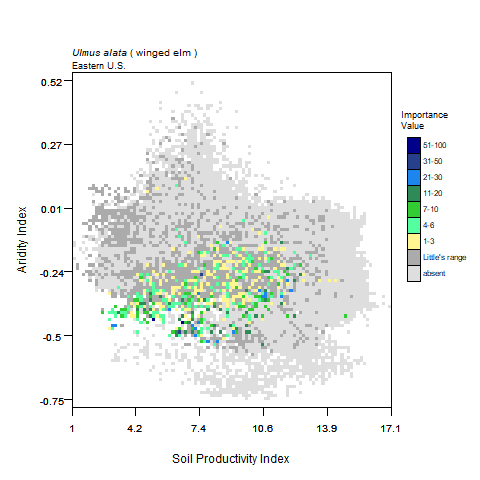 Ulmus alata ( winged elm )
Eastern U.S.
Importance
Value
51-100
31-50
21-30
11-20
7-10
4-6
1-3
Little's range
absent
Aridity Index
0.52
0.27
0.01
-0.24
-0.5
-0.75
1
4.2
7.4
10.6
13.9
17.1
Soil Productivity Index